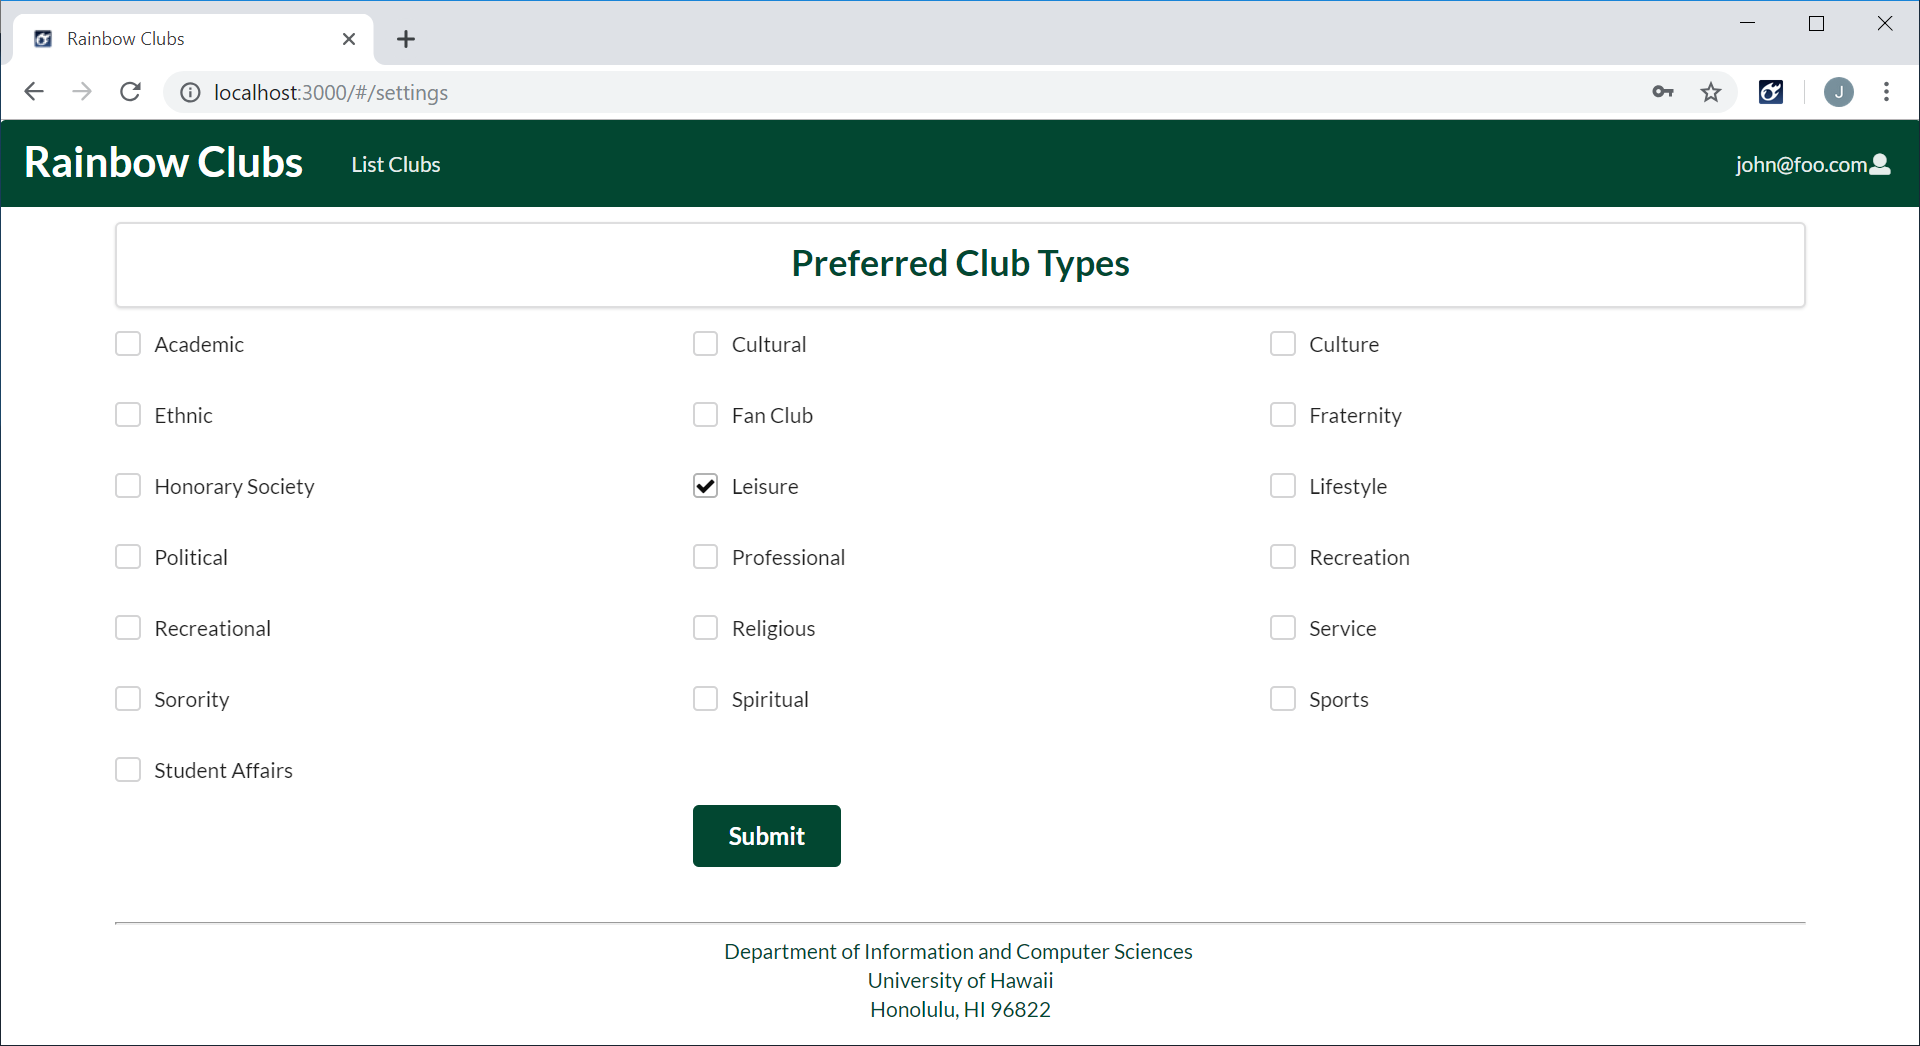 Rainbow Clubs
localhost:3000/#/settings
J
Rainbow Clubs List Clubs john@foo.com
Preferred Club Types
Academic Cultural Culture
Ethnic Fan Club Fraternity
Honorary Society Leisure Lifestyle
Political Professional Recreation
Recreational Religious Service
Sorority Spiritual Sports
Student Affairs
Submit
Department of Information and Computer Sciences
University of Hawaii
Honolulu, HI 96822